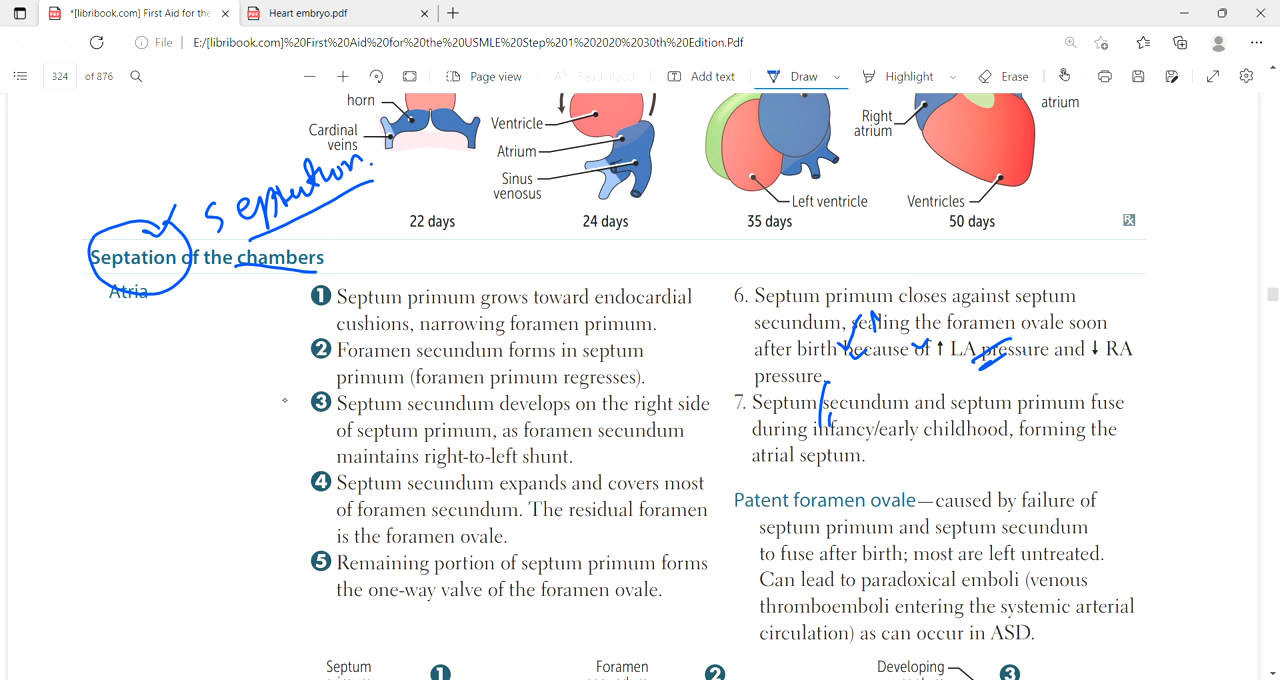 *[libribook.com] First Aid for the
Heart embryo.pdf
File
E:/[libribook.com]%20First%20Aid%20for%20the%20USMLE%20Step%201%202020%2030th%20Edition.Pdf
324 of 876
Page view
Read aloud
Add text
Draw
Highlight
Erase
horn
Cardinal
veins
Ventricle
Atrium
Sinus
venosus
Left ventricle
Right
atrium
atrium
Ventricles
22 days
24 days
35 days
50 days
Septation of the chambers
Atria
1 Septum primum grows toward endocardial
cushions, narrowing foramen primum.
2 Foramen secundum forms in septum
primum (foramen primum regresses).
3 Septum secundum develops on the right side
of septum primum, as foramen secundum
maintains right-to-left shunt.
4 Septum secundum expands and covers most
of foramen secundum. The residual foramen
is the foramen ovale.
5 Remaining portion of septum primum forms
the one-way valve of the foramen ovale.
6. Septum primum closes against septum
secundum, sealing the foramen ovale soon
after birth because of ↑ LA pressure and ↓ RA
pressure.
7. Septum secundum and septum primum fuse
during infancy/early childhood, forming the
atrial septum.
Patent foramen ovale—caused by failure of
septum primum and septum secundum
to fuse after birth; most are left untreated.
Can lead to paradoxical emboli (venous
thromboemboli entering the systemic arterial
circulation) as can occur in ASD.
Septum
1
Foramen
2
Developing
3